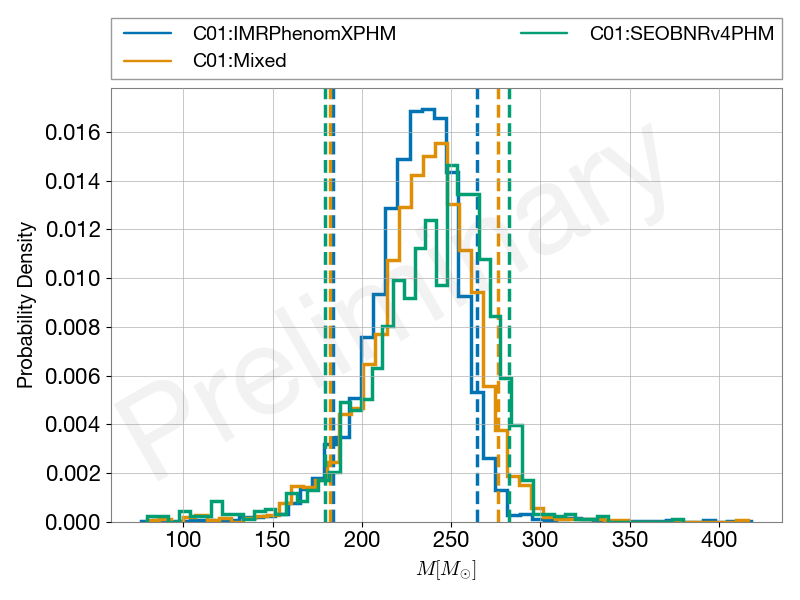 C01:IMRPhenomXPHM C01:SEOBNRv4PHM
C01:Mixed
Preliminary
Probability Density
0.016
0.014
0.012
0.010
0.008
0.006
0.004
0.002
0.000
100 150 200 250 300 350 400
M[M⊙]